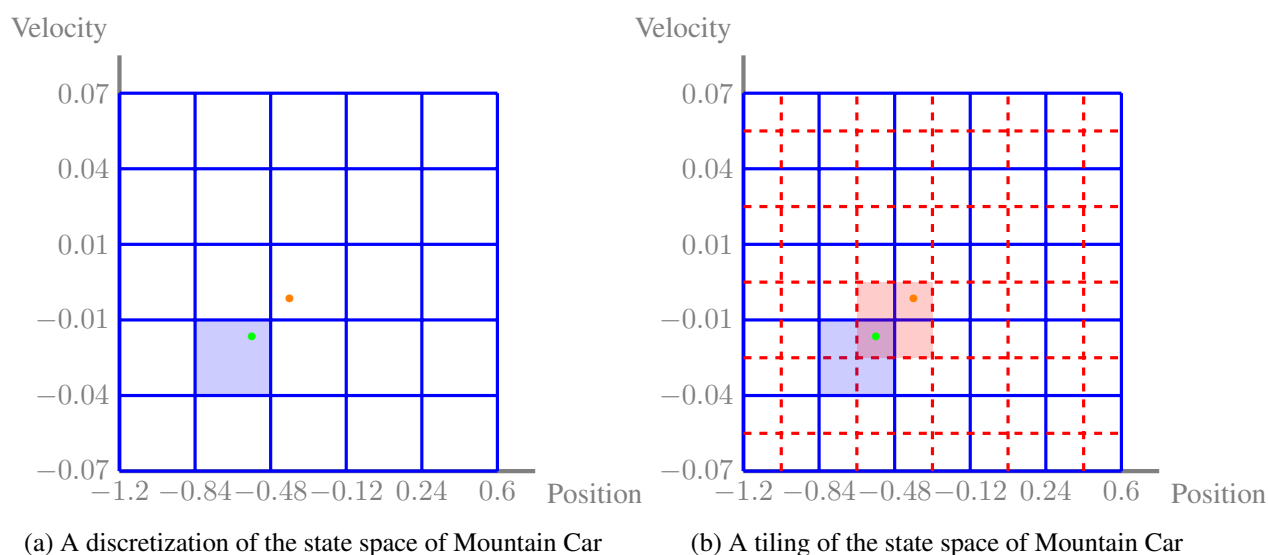 Velocity
0.07
0.04
0.01
−0.01
−0.04
−0.07
−1.2 −0.84 −0.48 −0.12 0.24 0.6
Position
(a) A discretization of the state space of Mountain Car
Velocity
0.07
0.04
0.01
−0.01
−0.04
−0.07
−1.2 −0.84 −0.48 −0.12 0.24 0.6
Position
(b) A tiling of the state space of Mountain Car